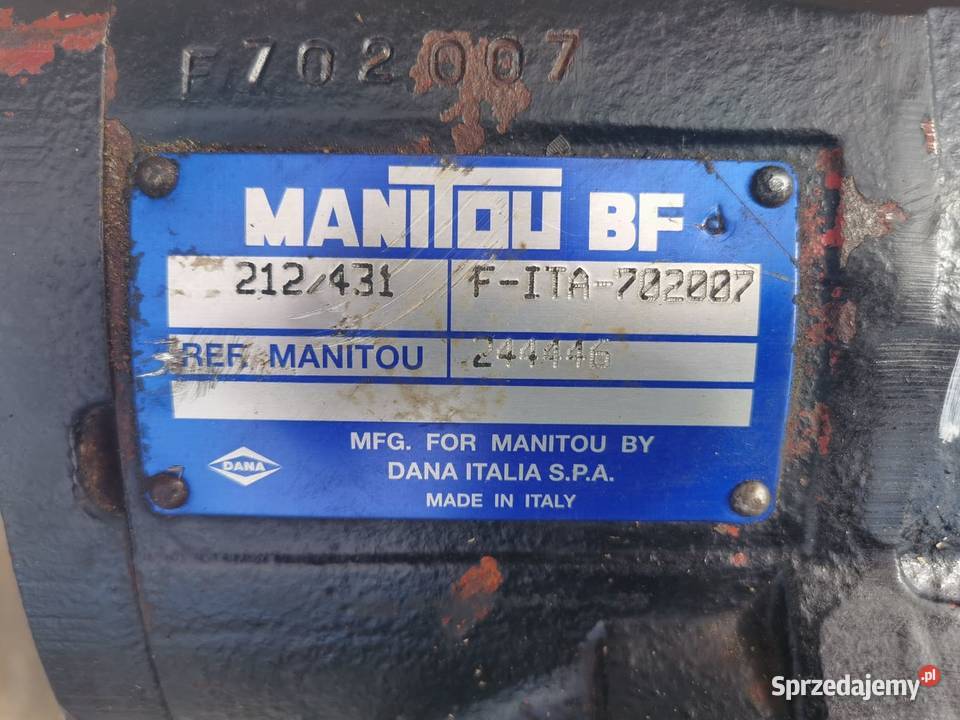 F702007
MANITOU BF
212/431 F-ITA-702007
REF. MANITOU 244446
MFG. FOR MANITOU BY
DANA ITALIA S.P.A.
DANA
MADE IN ITALY
Sprzedajemy.pl